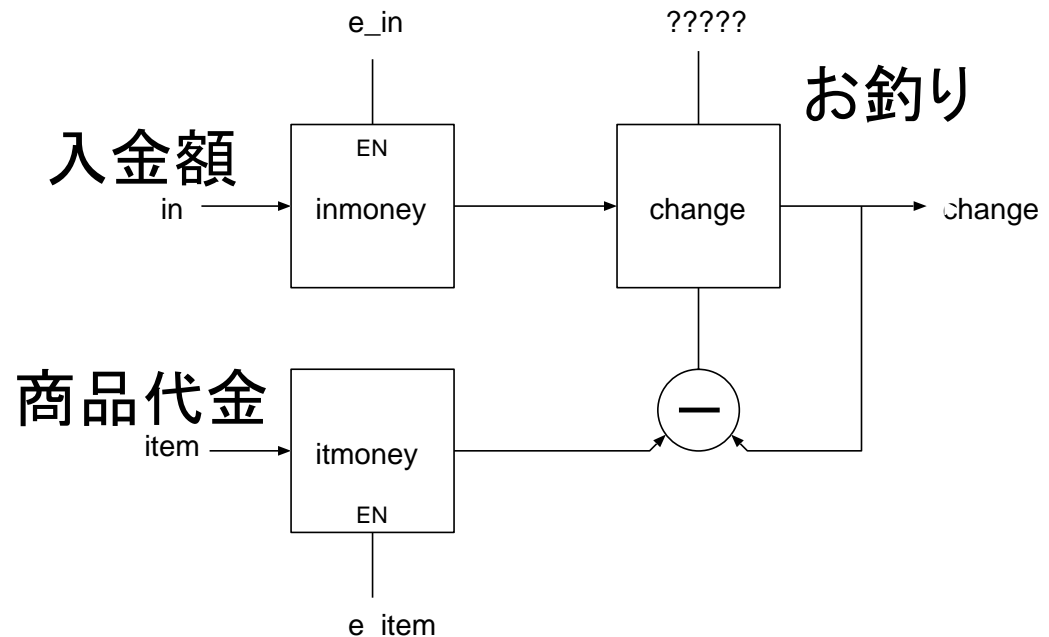 e_in
?????
お釣り
EN
入金額
in
inmoney
change
change
商品代金
item
itmoney
EN
e_item